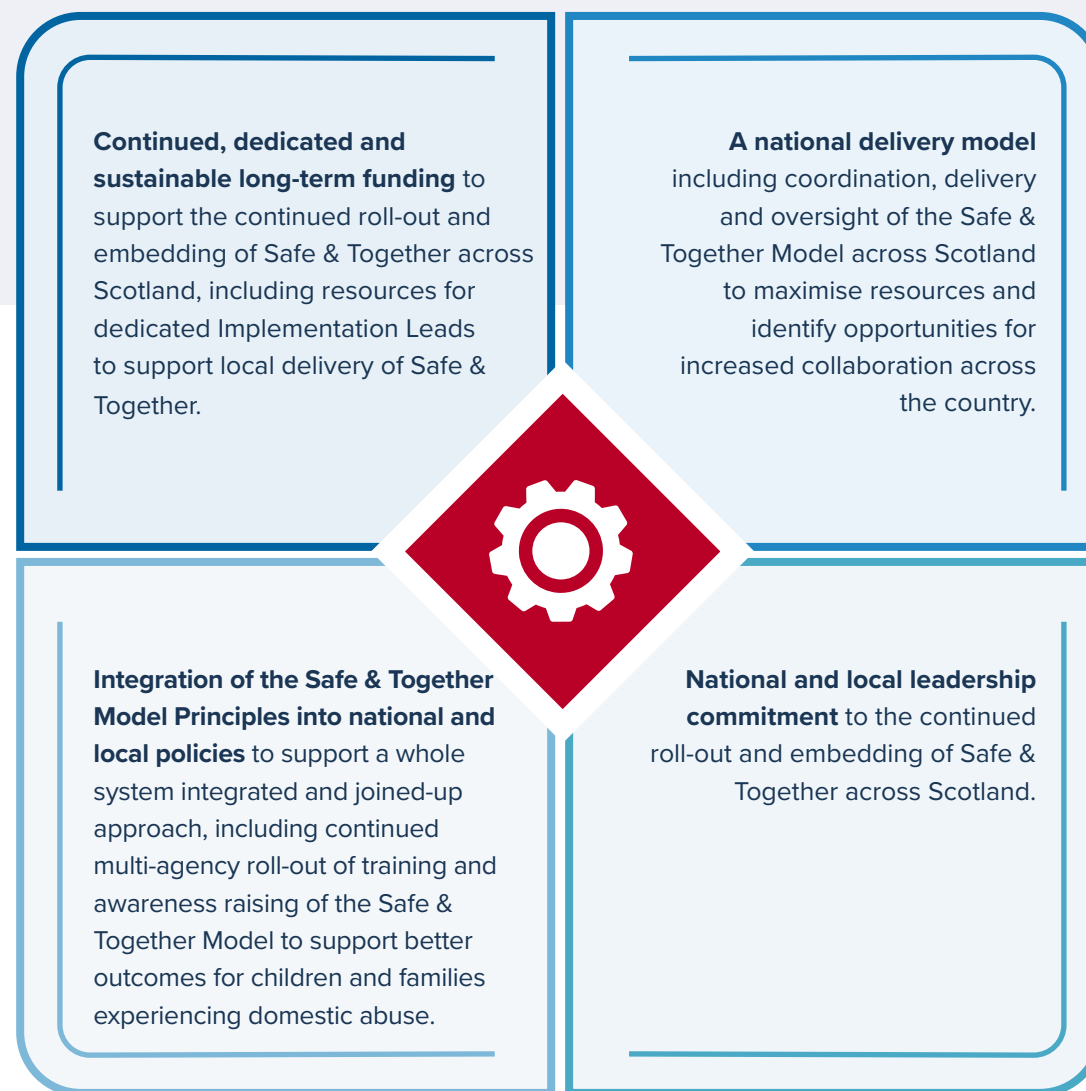 Continued, dedicated and
sustainable long-term funding to
support the continued roll-out and
embedding of Safe & Together across
Scotland, including resources for
dedicated Implementation Leads
to support local delivery of Safe &
Together.
A national delivery model
including coordination, delivery
and oversight of the Safe &
Together Model across Scotland
to maximise resources and
identify opportunities for
increased collaboration across
the country.
Integration of the Safe & Together
Model Principles into national and
local policies to support a whole
system integrated and joined-up
approach, including continued
multi-agency roll-out of training and
awareness raising of the Safe &
Together Model to support better
outcomes for children and families
experiencing domestic abuse.
National and local leadership
commitment to the continued
roll-out and embedding of Safe &
Together across Scotland.